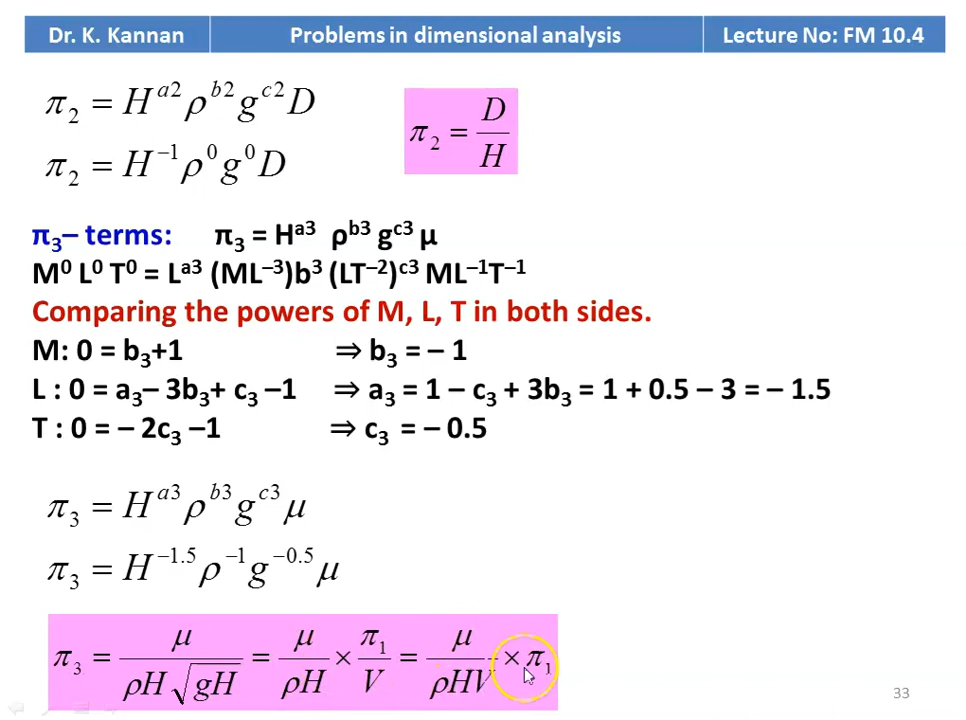 Dr. K. Kannan Problems in dimensional analysis Lecture No: FM 10.4
π₂ = H^a2 ρ^b2 g^c2 D
π₂ = D/H
π₂ = H^–1 ρ^0 g^0 D
π₃– terms: π₃ = H^a3 ρ^b3 g^c3 μ
M⁰ L⁰ T⁰ = L^a3 (ML^–3)b^3 (LT^–2)^c3 ML^–1T^–1
Comparing the powers of M, L, T in both sides.
M: 0 = b₃+1 ⇒ b₃ = – 1
L : 0 = a₃– 3b₃+ c₃ –1 ⇒ a₃ = 1 – c₃ + 3b₃ = 1 + 0.5 – 3 = – 1.5
T : 0 = – 2c₃ –1 ⇒ c₃ = – 0.5
π₃ = H^a3 ρ^b3 g^c3 μ
π₃ = H^–1.5 ρ^–1 g^–0.5 μ
π₃ = μ/(ρH√(gH)) = μ/(ρH) × π₁/V = μ/(ρHV) × π₁
33